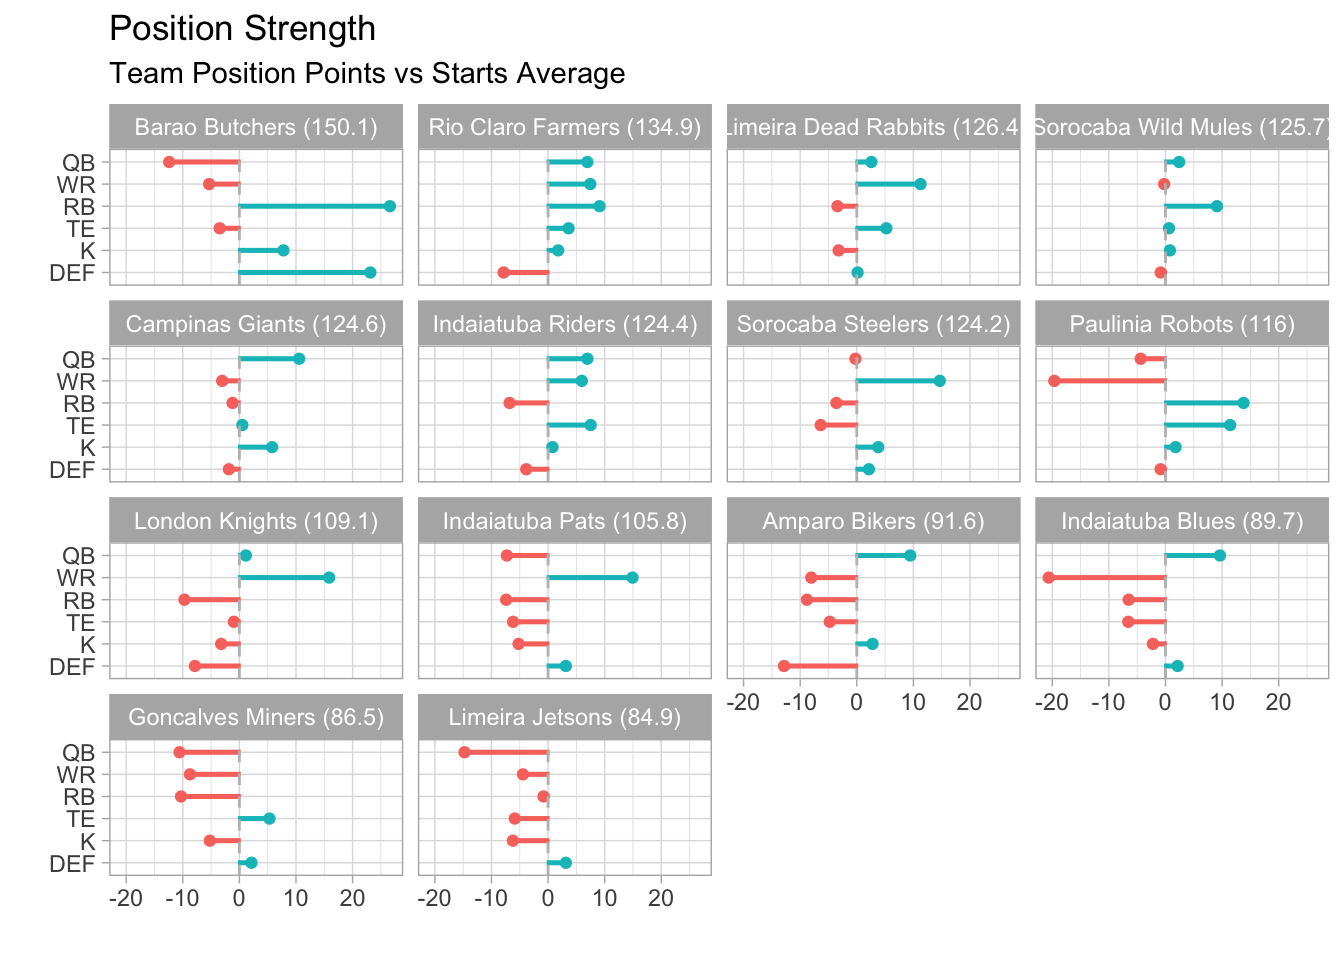 Position Strength
Team Position Points vs Starts Average
Barao Butchers (150.1)
Rio Claro Farmers (134.9)
Limeira Dead Rabbits (126.4
Sorocaba Wild Mules (125.7)
QB
WR
RB
TE
K
DEF
Campinas Giants (124.6)
Indaiatuba Riders (124.4)
Sorocaba Steelers (124.2)
Paulinia Robots (116)
QB
WR
RB
TE
K
DEF
London Knights (109.1)
Indaiatuba Pats (105.8)
Amparo Bikers (91.6)
Indaiatuba Blues (89.7)
QB
WR
RB
TE
K
DEF
-20 -10 0 10 20
-20 -10 0 10 20
Goncalves Miners (86.5)
Limeira Jetsons (84.9)
QB
WR
RB
TE
K
DEF
-20 -10 0 10 20
-20 -10 0 10 20